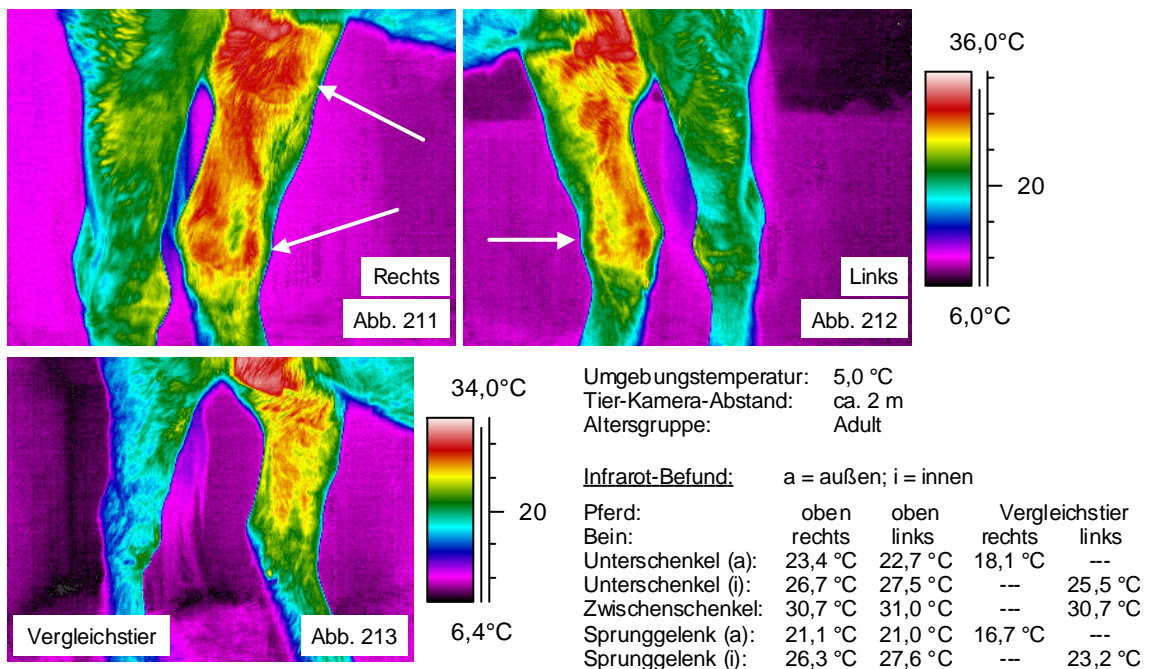 Rechts
Abb. 211
Links
Abb. 212
36,0°C
20
6,0°C
Vergleichstier
Abb. 213
34,0°C
20
6,4°C
Umgebungstemperatur: 5,0 °C
Tier-Kamera-Abstand: ca. 2 m
Altersgruppe: Adult
Infrarot-Befund: a = außen; i = innen
Pferd: oben oben Vergleichstier
Bein: rechts links rechts links
Unterschenkel (a): 23,4 °C 22,7 °C 18,1 °C ---
Unterschenkel (i): 26,7 °C 27,5 °C --- 25,5 °C
Zwischenschenkel: 30,7 °C 31,0 °C --- 30,7 °C
Sprunggelenk (a): 21,1 °C 21,0 °C 16,7 °C ---
Sprunggelenk (i): 26,3 °C 27,6 °C --- 23,2 °C